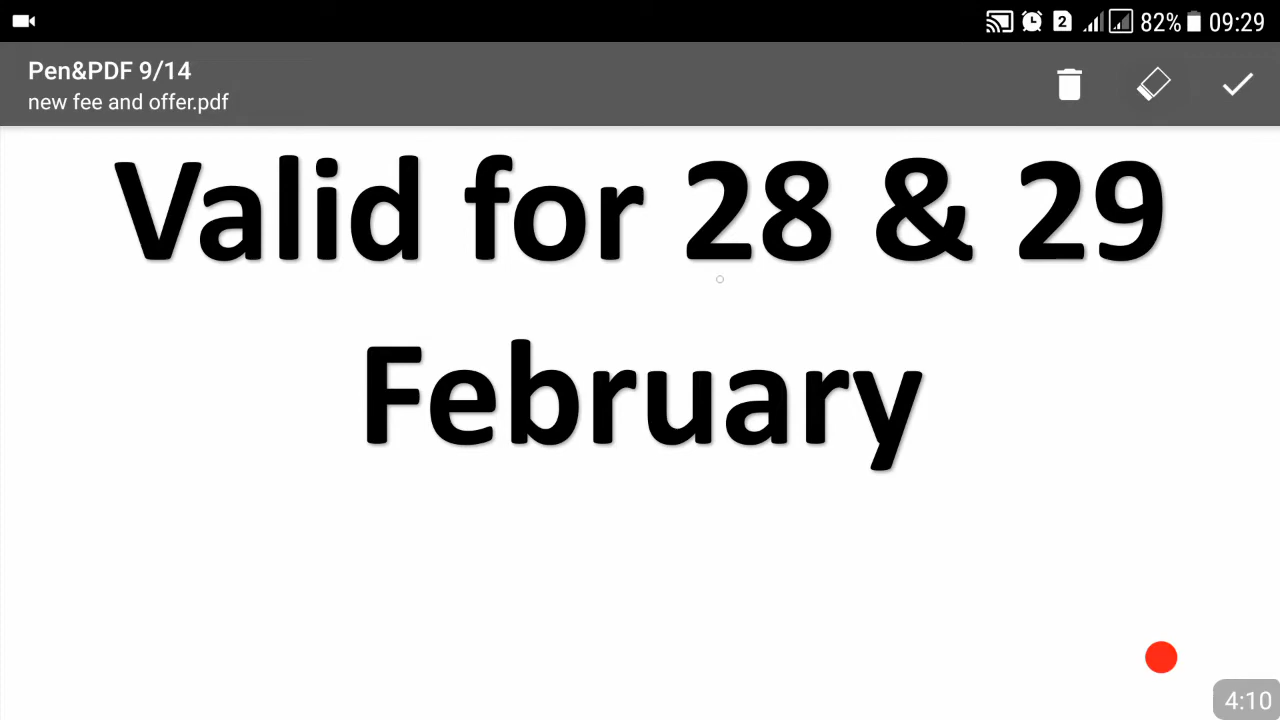 2 82% 09:29
Pen&PDF 9/14
new fee and offer.pdf
Valid for 28 & 29
February
4:10